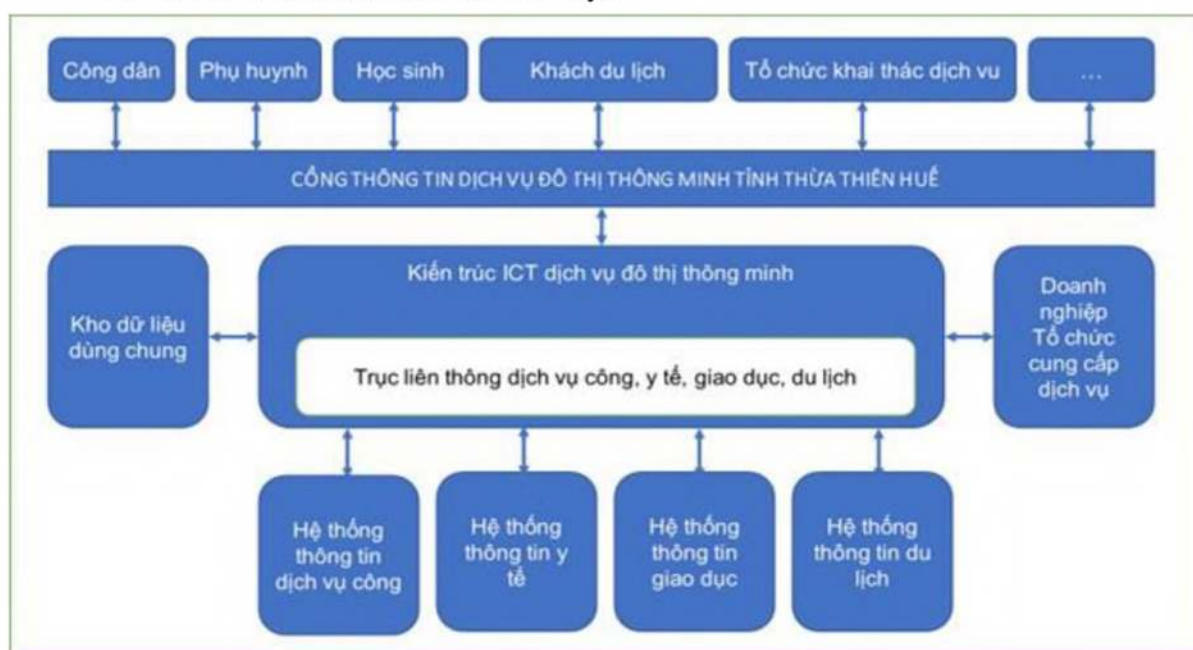 Công dân
Phụ huynh
Học sinh
Khách du lịch
Tổ chức khai thác dịch vu
...
CỔNG THÔNG TIN DỊCH VỤ ĐÔ THỊ THÔNG MINH TỈNH THỪA THIÊN HUẾ
Kho dữ liệu
dùng chung
Kiến trúc ICT dịch vụ đô thị thông minh
Trục liên thông dịch vụ công, y tế, giao dục, du lịch
Doanh
nghiệp
Tổ chức
cung cấp
dịch vụ
Hệ thống
thông tin
dịch vụ công
Hệ thống
thông tin y
tế
Hệ thống
thông tin
giao dục
Hệ thống
thông tin du
lịch